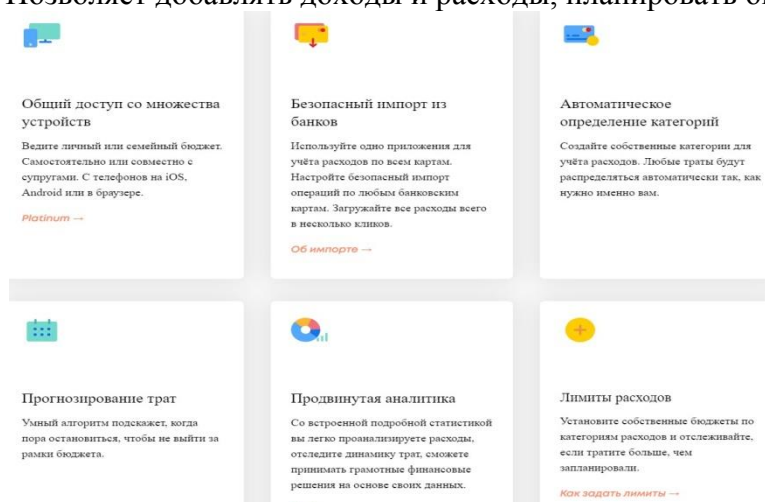 Позволяет добавлять доходы и расходы, планировать
Общий доступ со множества
устройств
Ведите личный или семейный бюджет.
Самостоятельно или совместно с
супругами. С телефонов на iOS,
Android или в браузере.
Platinum →
Безопасный импорт из
банков
Используйте одно приложения для
учёта расходов по всем картам.
Настройте безопасный импорт
операций по любым банковским
картам. Загружайте все расходы всего
в несколько кликов.
Об импорте →
Автоматическое
определение категорий
Создайте собственные категории для
учёта расходов. Любые траты будут
распределяться автоматически так, как
нужно именно вам.
Прогнозирование трат
Умный алгоритм подскажет, когда
пора остановиться, чтобы не выйти за
рамки бюджета.
Продвинутая аналитика
Со встроенной подробной статистикой
вы легко проанализируете расходы,
отследите динамику трат, сможете
принимать грамотные финансовые
решения на основе своих данных.
Лимиты расходов
Установите собственные бюджеты по
категориям расходов и отслеживайте,
если тратите больше, чем
запланировали.
Как задать лимиты →